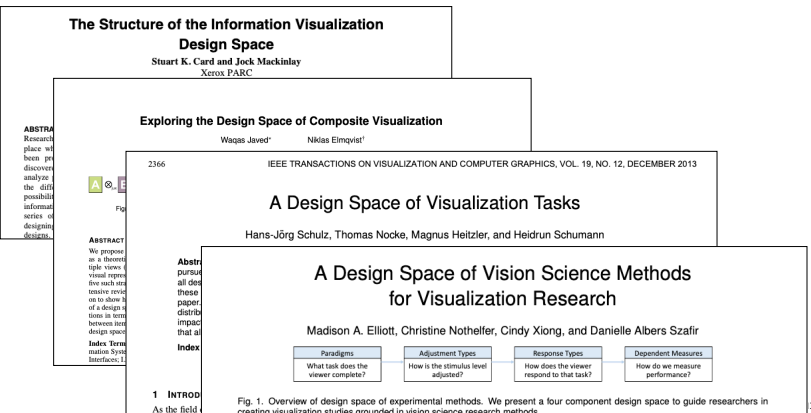 The Structure of the Information Visualization
Design Space
Stuart K. Card and Jock Mackinlay
Xerox PARC
ABSTRA
Research
place wh
been pro
discover
analyze
the diff
possibilit
informat
series of
designing
designs.
Exploring the Design Space of Composite Visualization
Waqas Javed* Niklas Elmqvist†
A ⊗ E
Fig
ABSTRACT
We propose
as a theoreti
tiple views
visual repres
five such stra
tensive revie
on to show h
of a design s
tions in term
between item
design space
Index Term
mation Syste
Interfaces; I.
2366 IEEE TRANSACTIONS ON VISUALIZATION AND COMPUTER GRAPHICS, VOL. 19, NO. 12, DECEMBER 2013
A Design Space of Visualization Tasks
Hans-Jörg Schulz, Thomas Nocke, Magnus Heitzler, and Heidrun Schumann
Abstra
pursue
all des
these
paper.
distribu
impact
that al
Index
1 INTROD
As the field
A Design Space of Vision Science Methods
for Visualization Research
Madison A. Elliott, Christine Nothelfer, Cindy Xiong, and Danielle Albers Szafir
Paradigms
What task does the
viewer complete?
Adjustment Types
How is the stimulus level
adjusted?
Response Types
How does the viewer
respond to that task?
Dependent Measures
How do we measure
performance?
Fig. 1. Overview of design space of experimental methods. We present a four component design space to guide researchers in
creating visualization studies grounded in vision science research methods.